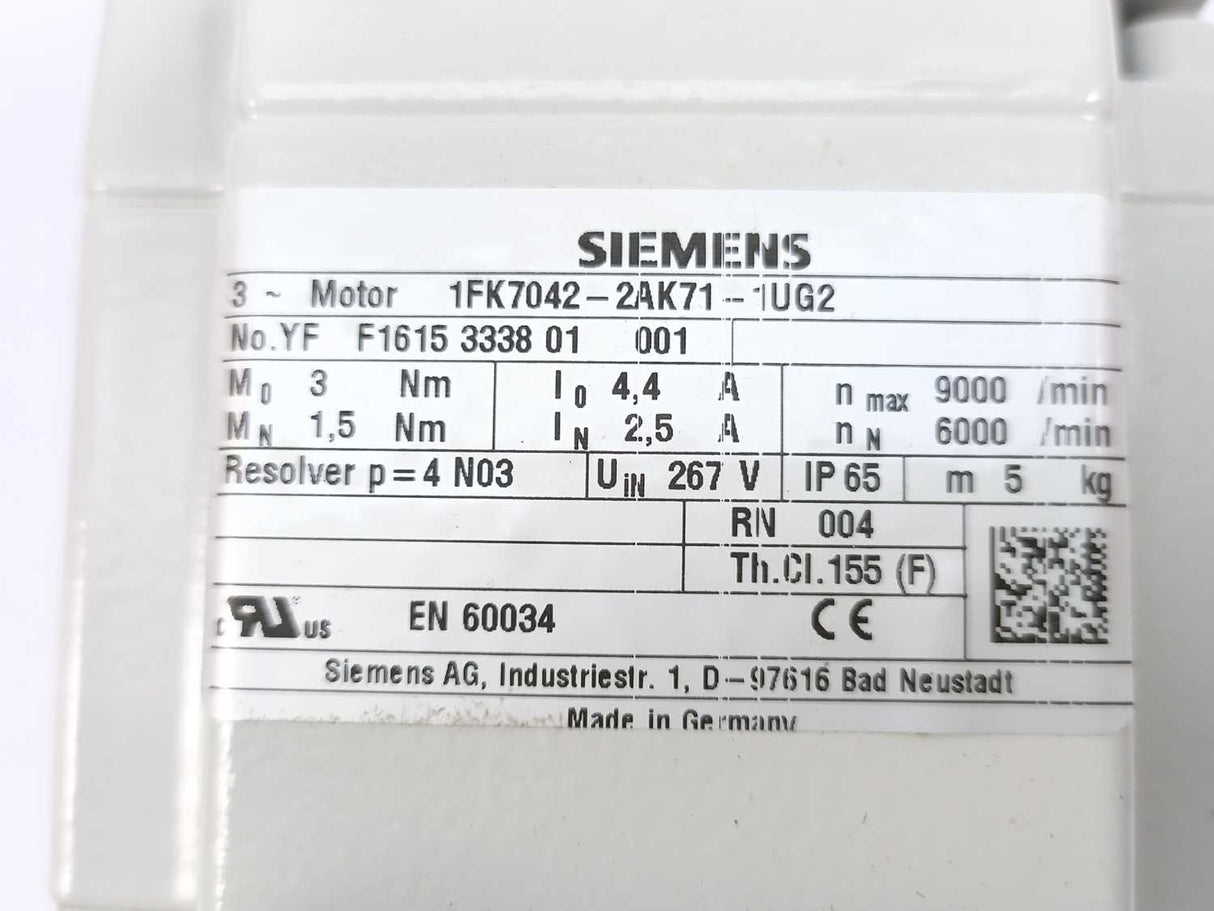 SIEMENS
3 ~ Motor 1FK7042-2AK71-1UG2
No.YF F1615 3338 01 001
M0 3 Nm I0 4,4 A nmax 9000 /min
MN 1,5 Nm IN 2,5 A nN 6000 /min
Resolver p=4 N03 UiN 267 V IP 65 m 5 kg
RN 004
Th.Cl.155 (F)
c RU US EN 60034 CE
Siemens AG, Industriestr. 1, D-97616 Bad Neustadt
Made in Germany